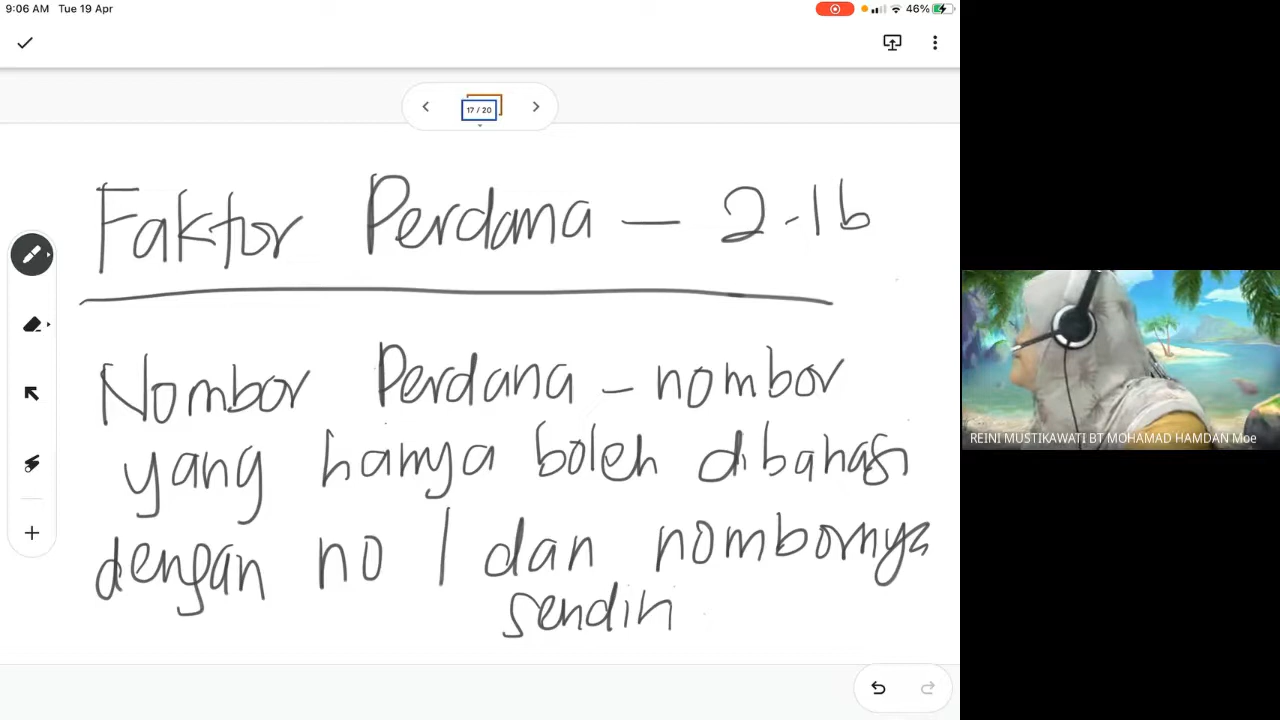 9:06 AM Tue 19 Apr
46%
17 / 20
Faktor Perdana – 2.1b
Nombor Perdana – nombor
yang hanya boleh dibahagi
dengan no 1 dan nombornya
sendiri
REINI MUSTIKAWATI BT MOHAMAD HAMDAN Moe